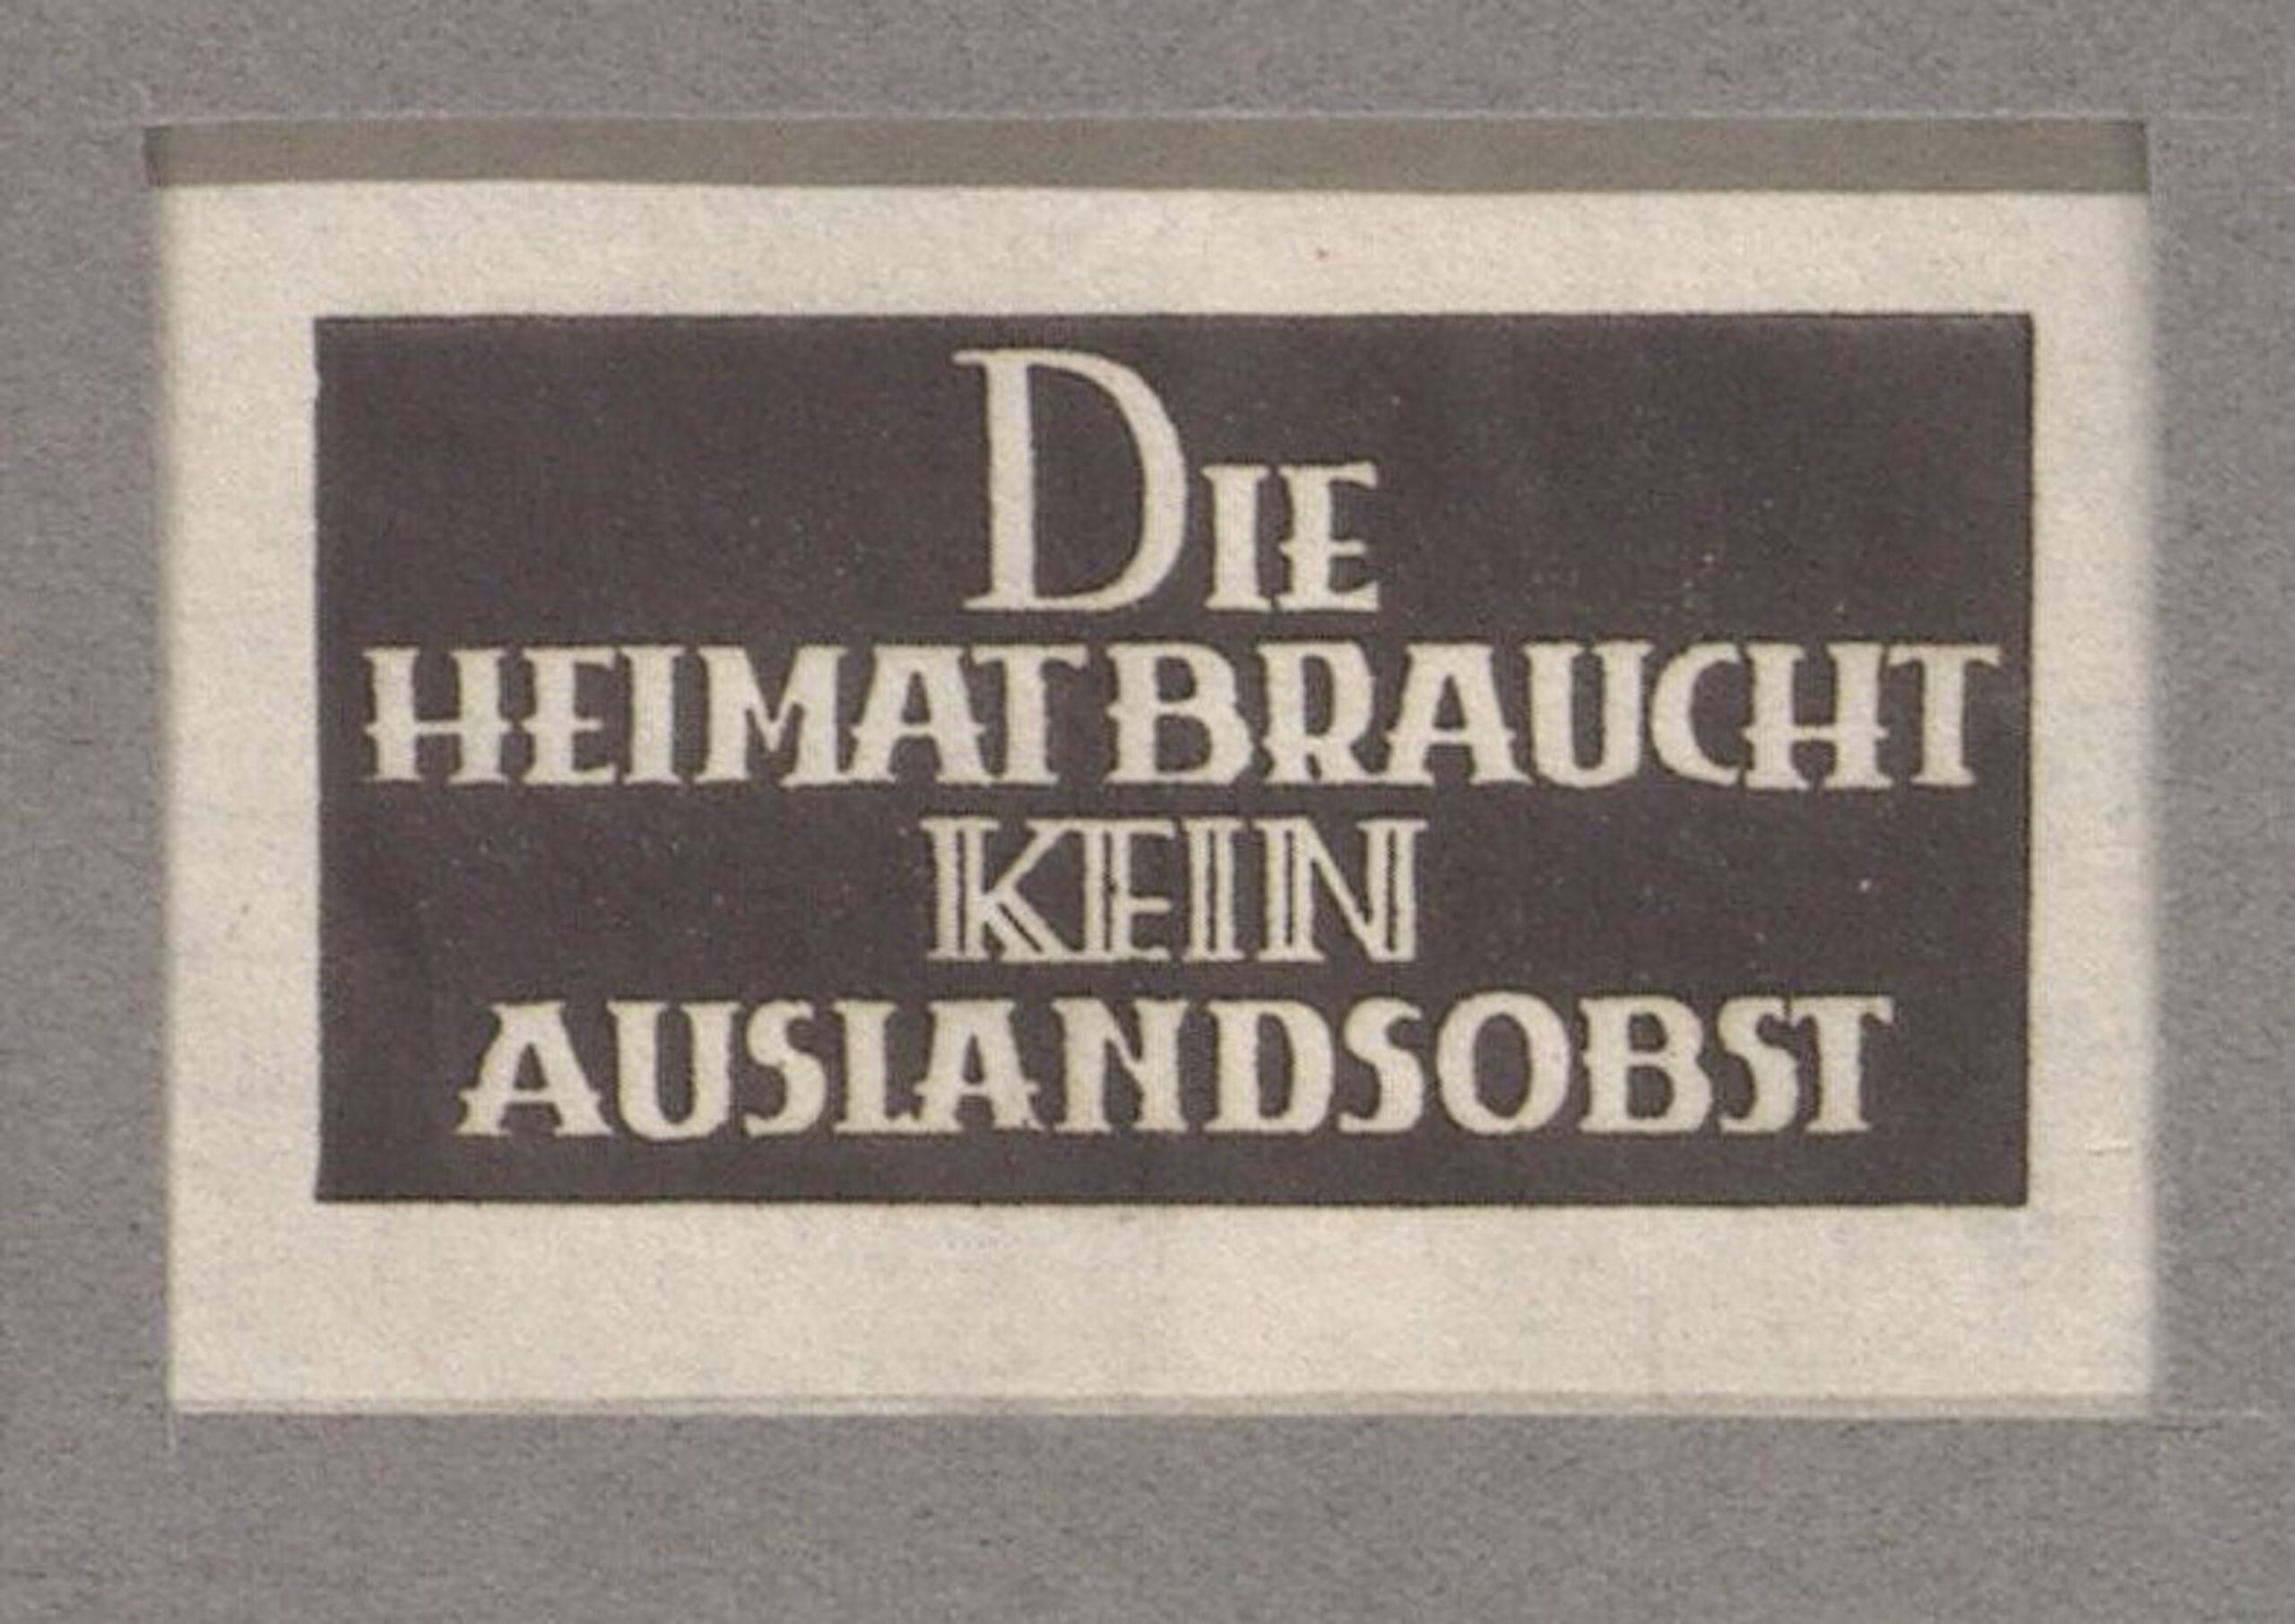 DIE
HEIMAT BRAUCHT
KEIN
AUSLANDSOBST